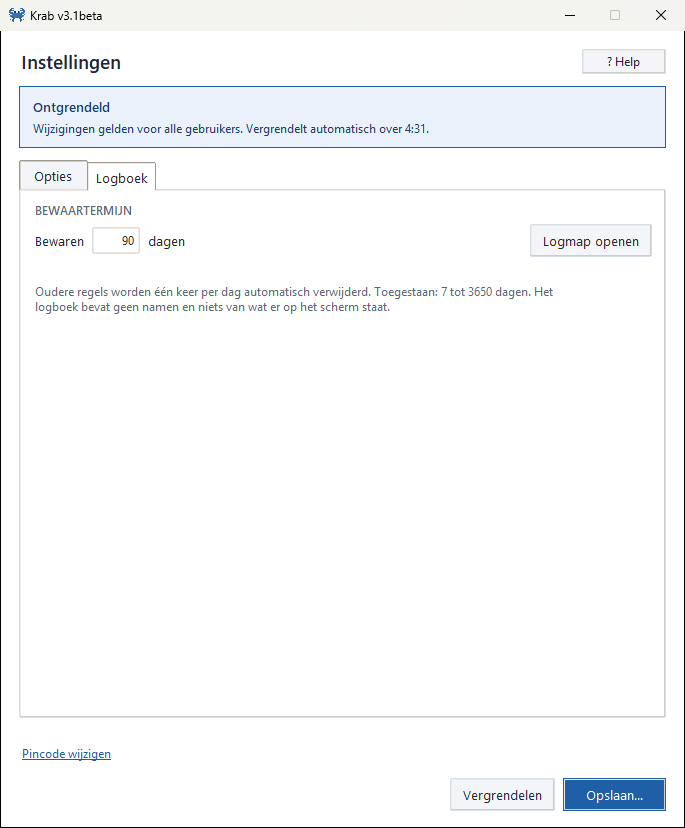 Krab v3.1beta
Instellingen
? Help
Ontgrendeld
Wijzigingen gelden voor alle gebruikers. Vergrendelt automatisch over 4:31.
Opties
Logboek
BEWAARTERMIJN
Bewaren 90 dagen
Logmap openen
Oudere regels worden één keer per dag automatisch verwijderd. Toegestaan: 7 tot 3650 dagen. Het
logboek bevat geen namen en niets van wat er op het scherm staat.
Pincode wijzigen
Vergrendelen
Opslaan...